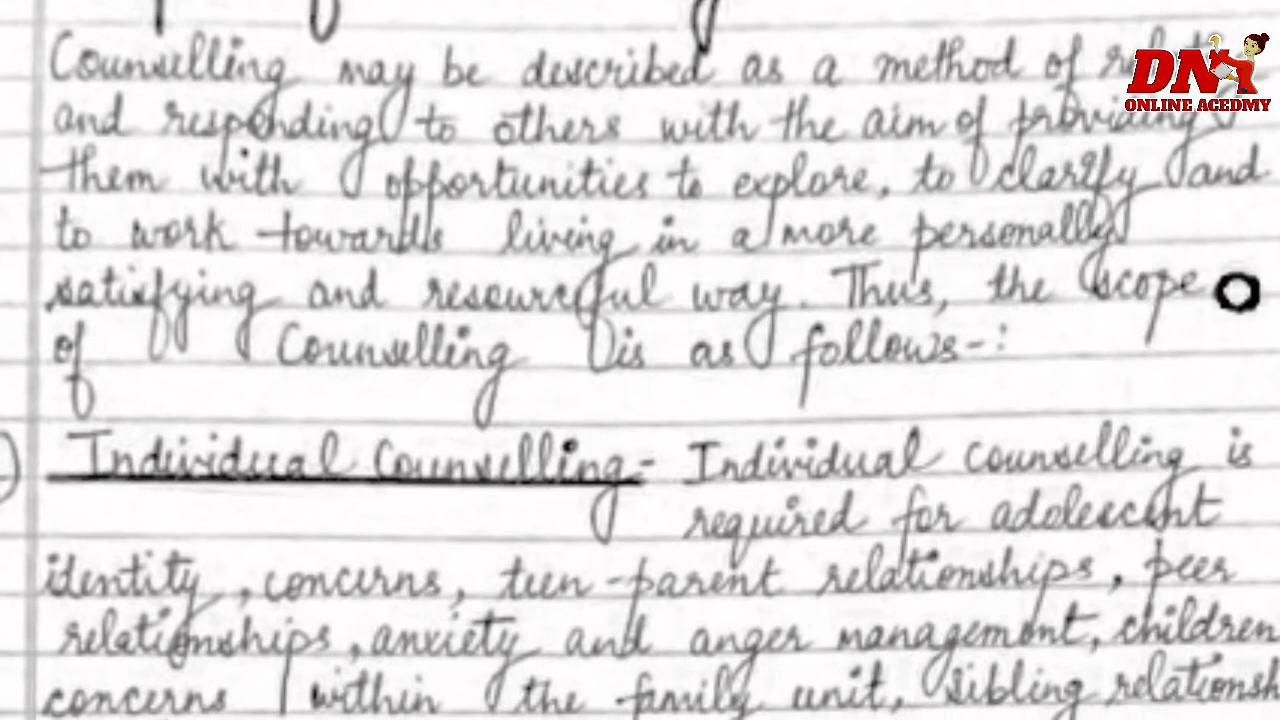 Counselling may be described as a method of
DN
ONLINE ACEDMY
and responding to others with the aim of providing
them with opportunities to explore, to clarify and
to work towards living in a more personally
satisfying and resourceful way. Thus, the scope
of Counselling is as follows-:
Individual Counselling- Individual counselling is
required for adolescent
identity, concerns, teen-parent relationships, peer
relationships, anxiety and anger management, children
concerns within the family unit, sibling relationsh